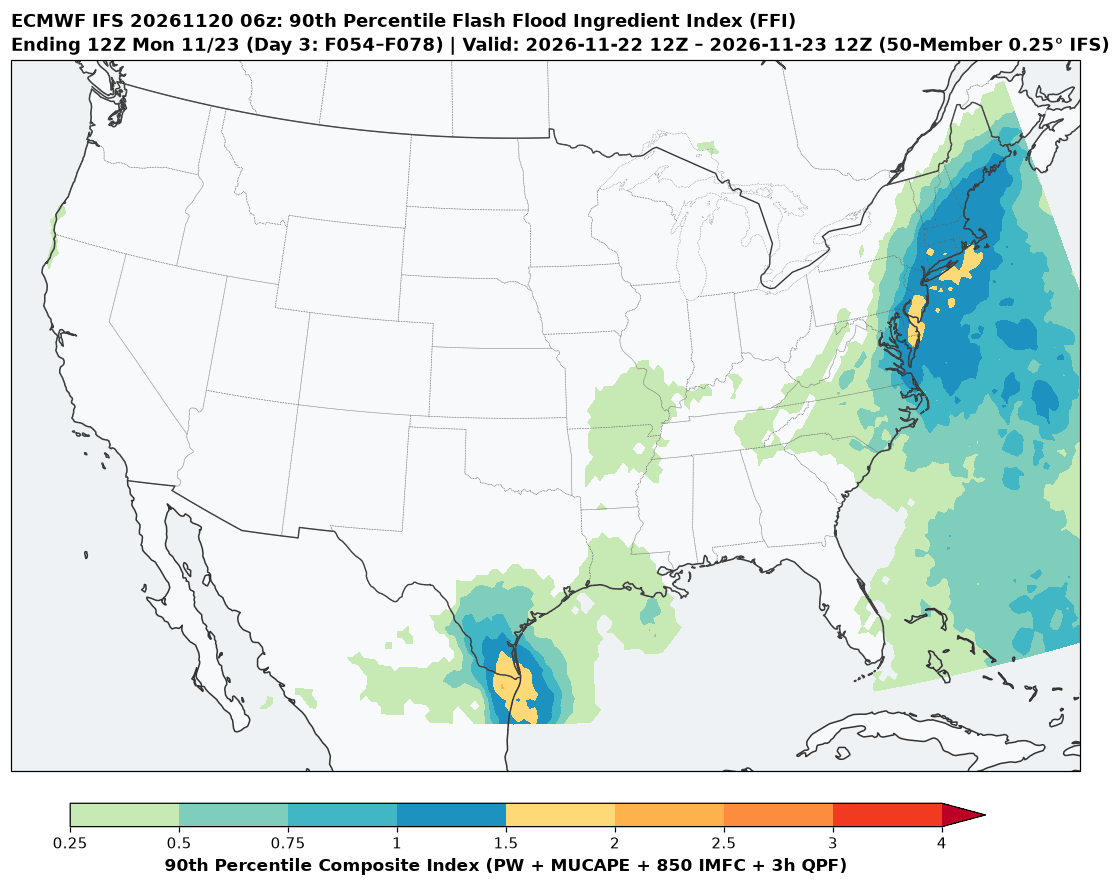 ECMWF IFS 20261120 06z: 90th Percentile Flash Flood Ingredient Index (FFI)
Ending 12Z Mon 11/23 (Day 3: F054–F078) | Valid: 2026-11-22 12Z – 2026-11-23 12Z (50-Member 0.25° IFS)
0.25 0.5 0.75 1 1.5 2 2.5 3 4
90th Percentile Composite Index (PW + MUCAPE + 850 IMFC + 3h QPF)